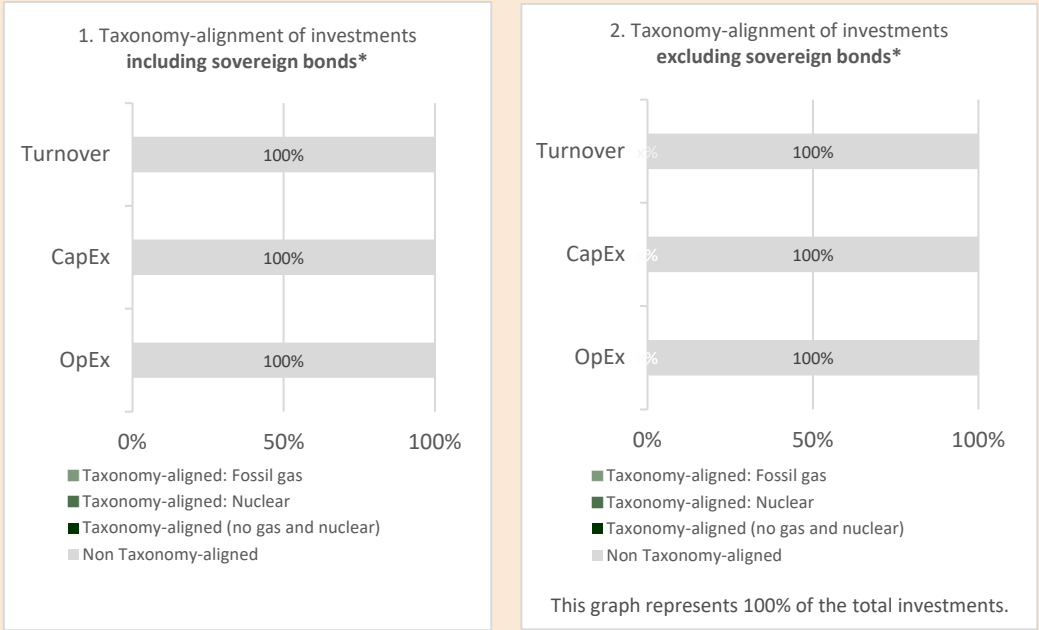 1. Taxonomy-alignment of investments
including sovereign bonds*
Turnover
100%
CapEx
100%
OpEx
100%
0%
50%
100%
Taxonomy-aligned: Fossil gas
Taxonomy-aligned: Nuclear
Taxonomy-aligned (no gas and nuclear)
Non Taxonomy-aligned
2. Taxonomy-alignment of investments
excluding sovereign bonds*
Turnover
x%
100%
CapEx
%
100%
OpEx
%
100%
0%
50%
100%
Taxonomy-aligned: Fossil gas
Taxonomy-aligned: Nuclear
Taxonomy-aligned (no gas and nuclear)
Non Taxonomy-aligned
This graph represents 100% of the total investments.